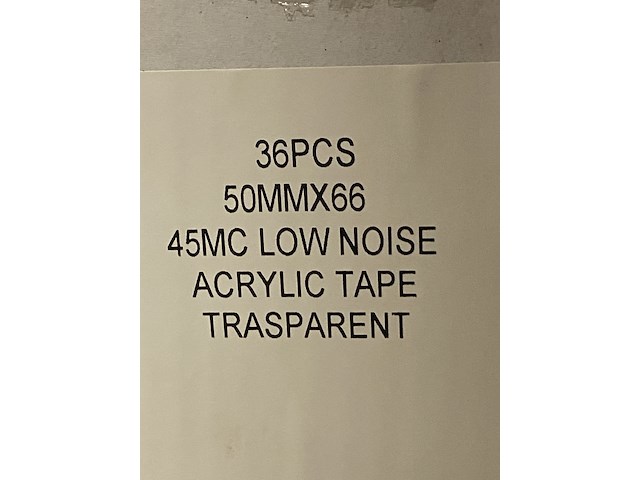 36PCS
50MMX66
45MC LOW NOISE
ACRYLIC TAPE
TRASPARENT